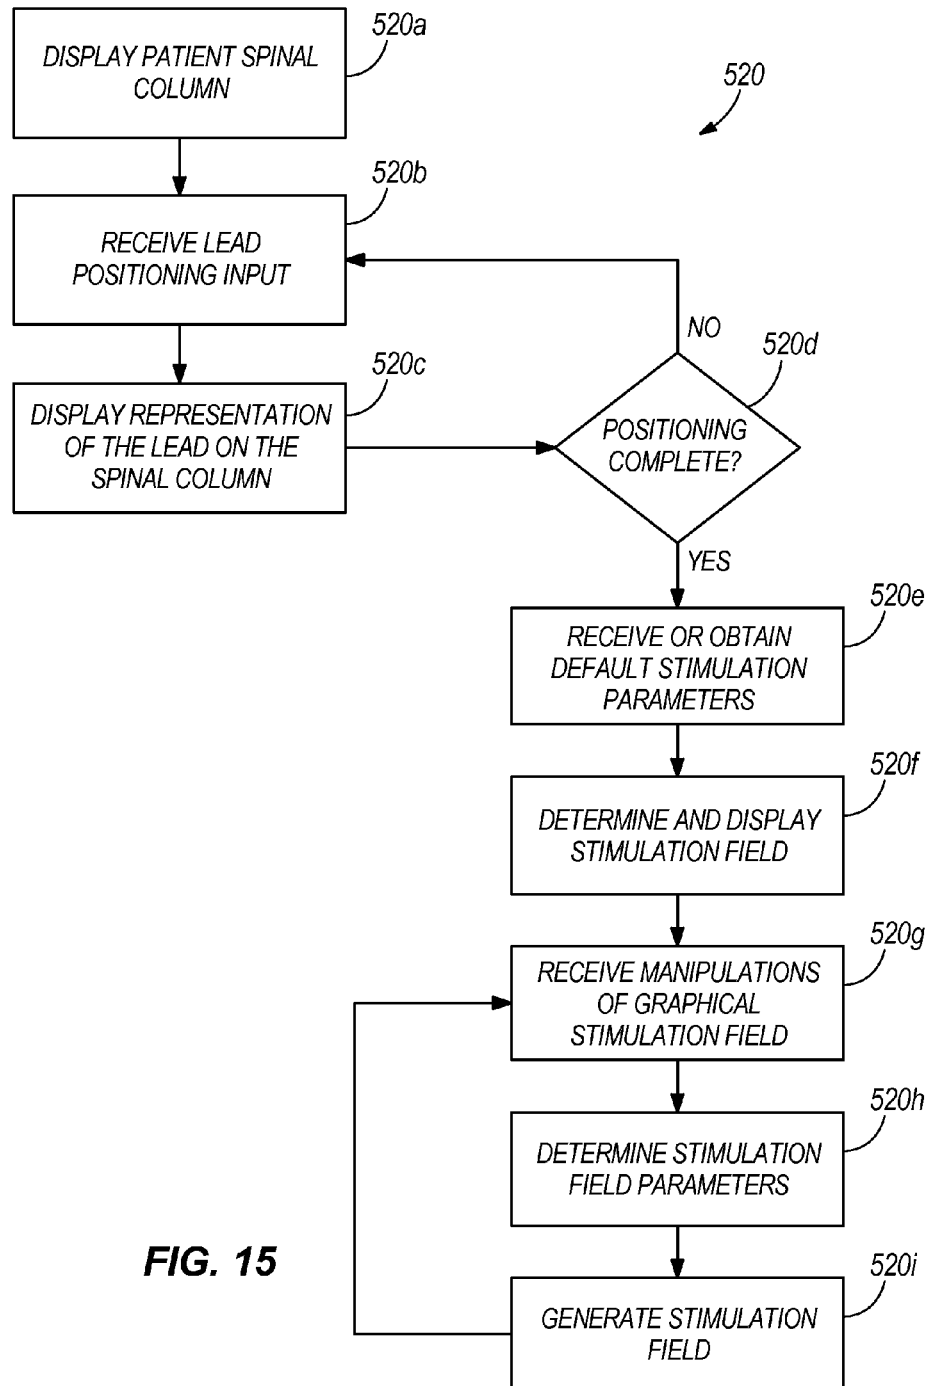 520a
DISPLAY PATIENT SPINAL
COLUMN
520
520b
RECEIVE LEAD
POSITIONING INPUT
NO
520c
520d
DISPLAY REPRESENTATION
OF THE LEAD ON THE
SPINAL COLUMN
POSITIONING
COMPLETE?
YES
520e
RECEIVE OR OBTAIN
DEFAULT STIMULATION
PARAMETERS
520f
DETERMINE AND DISPLAY
STIMULATION FIELD
520g
RECEIVE MANIPULATIONS
OF GRAPHICAL
STIMULATION FIELD
520h
DETERMINE STIMULATION
FIELD PARAMETERS
FIG. 15
520i
GENERATE STIMULATION
FIELD